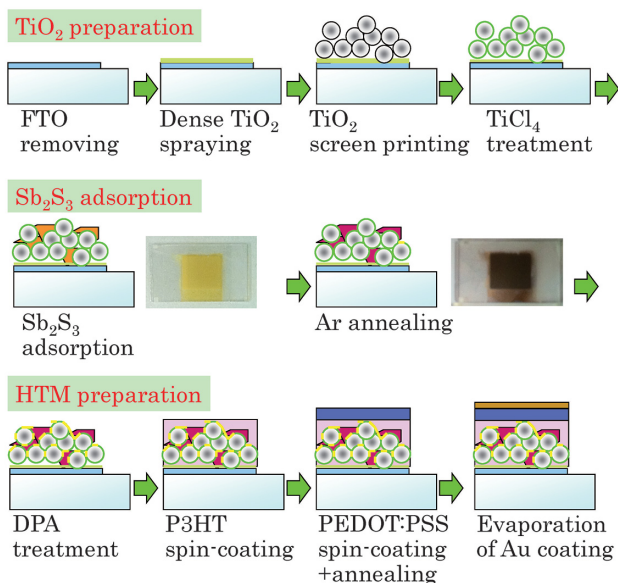 TiO₂ preparation
FTO
removing
Dense TiO₂
spraying
TiO₂
screen printing
TiCl₄
treatment
Sb₂S₃ adsorption
Sb₂S₃
adsorption
Ar annealing
HTM preparation
DPA
treatment
P3HT
spin-coating
PEDOT:PSS
spin-coating
+annealing
Evaporation
of Au coating